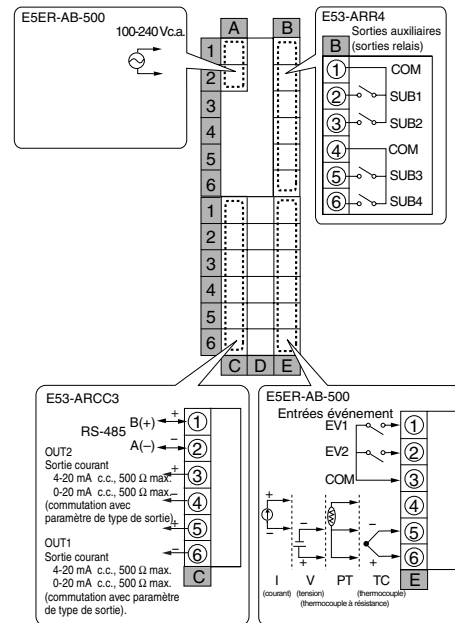 E5ER-AB-500
100-240 Vc.a.
A
B
1
2
3
4
5
6
1
2
3
4
5
6
C D E
E53-ARR4
Sorties auxiliaires
(sorties relais)
B
1 COM
2 SUB1
3 SUB2
4 COM
5 SUB3
6 SUB4
E53-ARCC3
RS-485
B(+) + 1
A(−) − 2
OUT2
Sortie courant
4-20 mA c.c., 500 Ω max. + 3
0-20 mA c.c., 500 Ω max. − 4
(commutation avec
paramètre de type de sortie).
+ 5
OUT1
− 6
Sortie courant
4-20 mA c.c., 500 Ω max.
0-20 mA c.c., 500 Ω max.
(commutation avec paramètre
de type de sortie).
C
E5ER-AB-500
Entrées événement
EV1 1
EV2 2
COM 3
4
5
6
+ − − + − +
I V PT TC
(courant) (tension) (thermocouple)
(thermocouple à résistance)
E